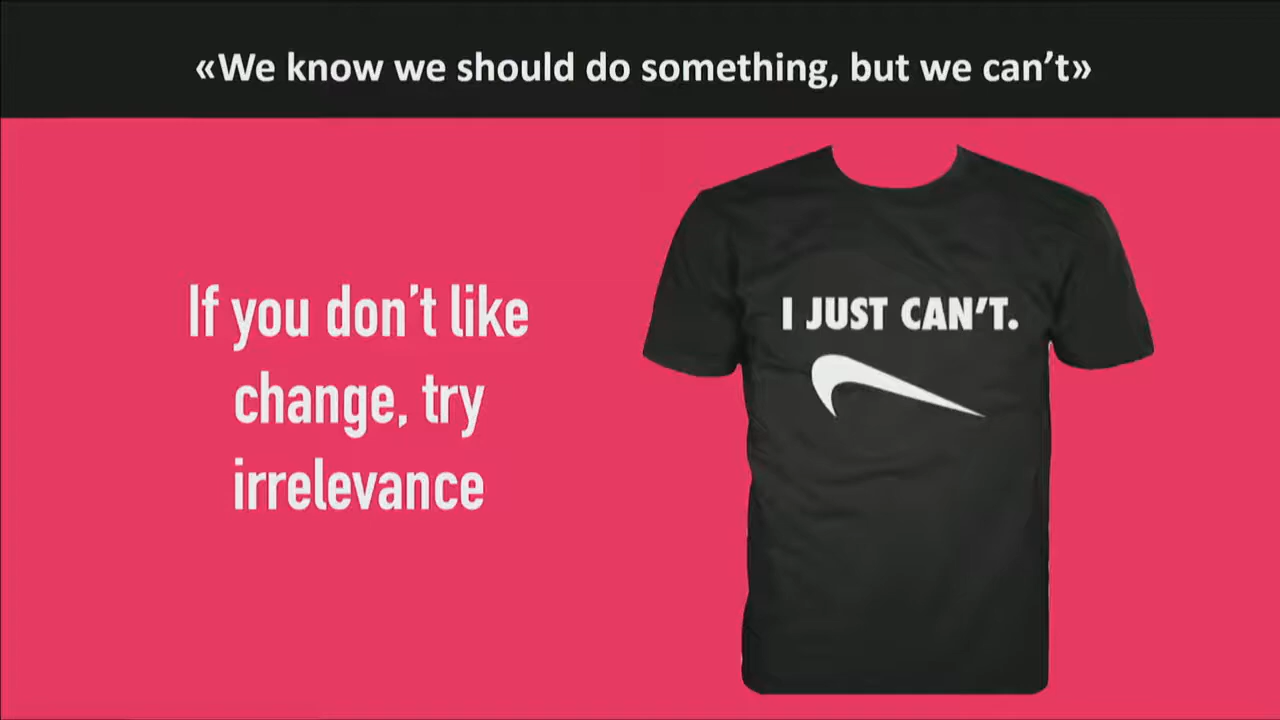 «We know we should do something, but we can’t»
If you don’t like
change, try
irrelevance
I JUST CAN’T.